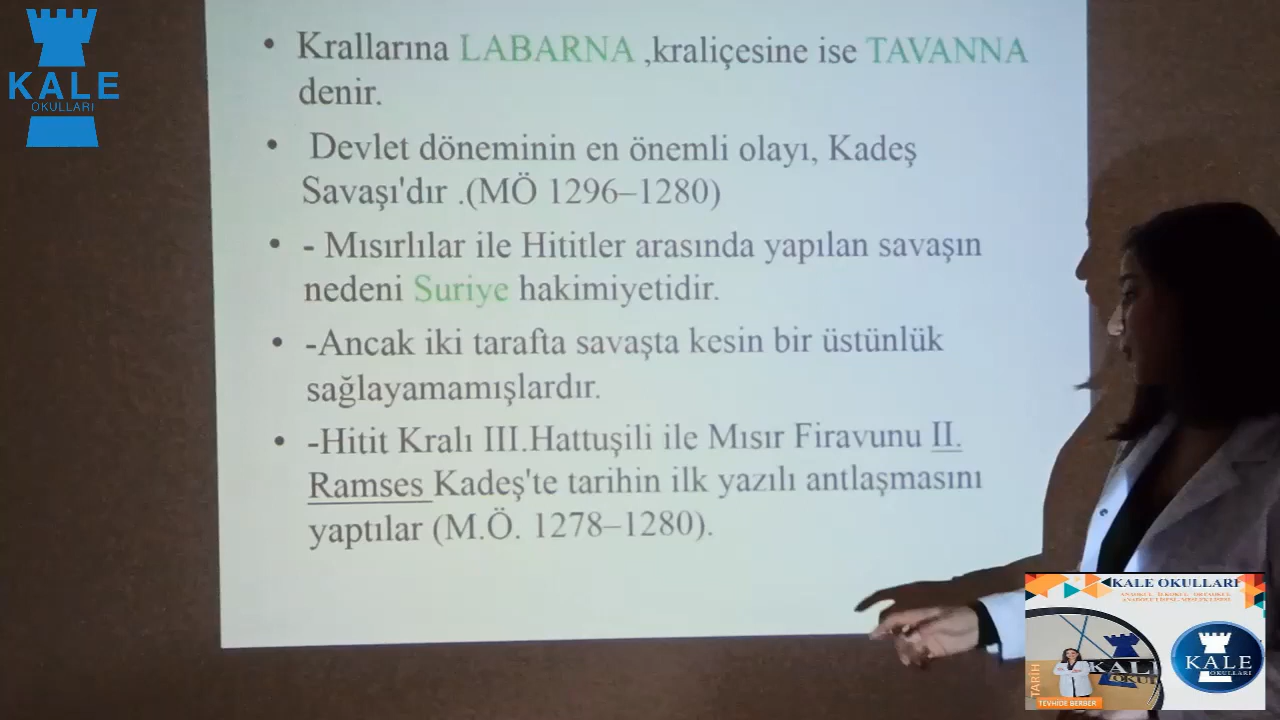 KALE
OKULLARI
• Krallarına LABARNA ,kraliçesine ise TAVANNA
denir.
• Devlet döneminin en önemli olayı, Kadeş
Savaşı'dır .(MÖ 1296–1280)
• - Mısırlılar ile Hititler arasında yapılan savaşın
nedeni Suriye hakimiyetidir.
• -Ancak iki tarafta savaşta kesin bir üstünlük
sağlayamamışlardır.
• -Hitit Kralı III.Hattuşili ile Mısır Firavunu II.
Ramses Kadeş'te tarihin ilk yazılı antlaşmasını
yaptılar (M.Ö. 1278–1280).
KALE OKULLARI
TARİH
TEVHİDE BERBER
KALE
OKULLARI